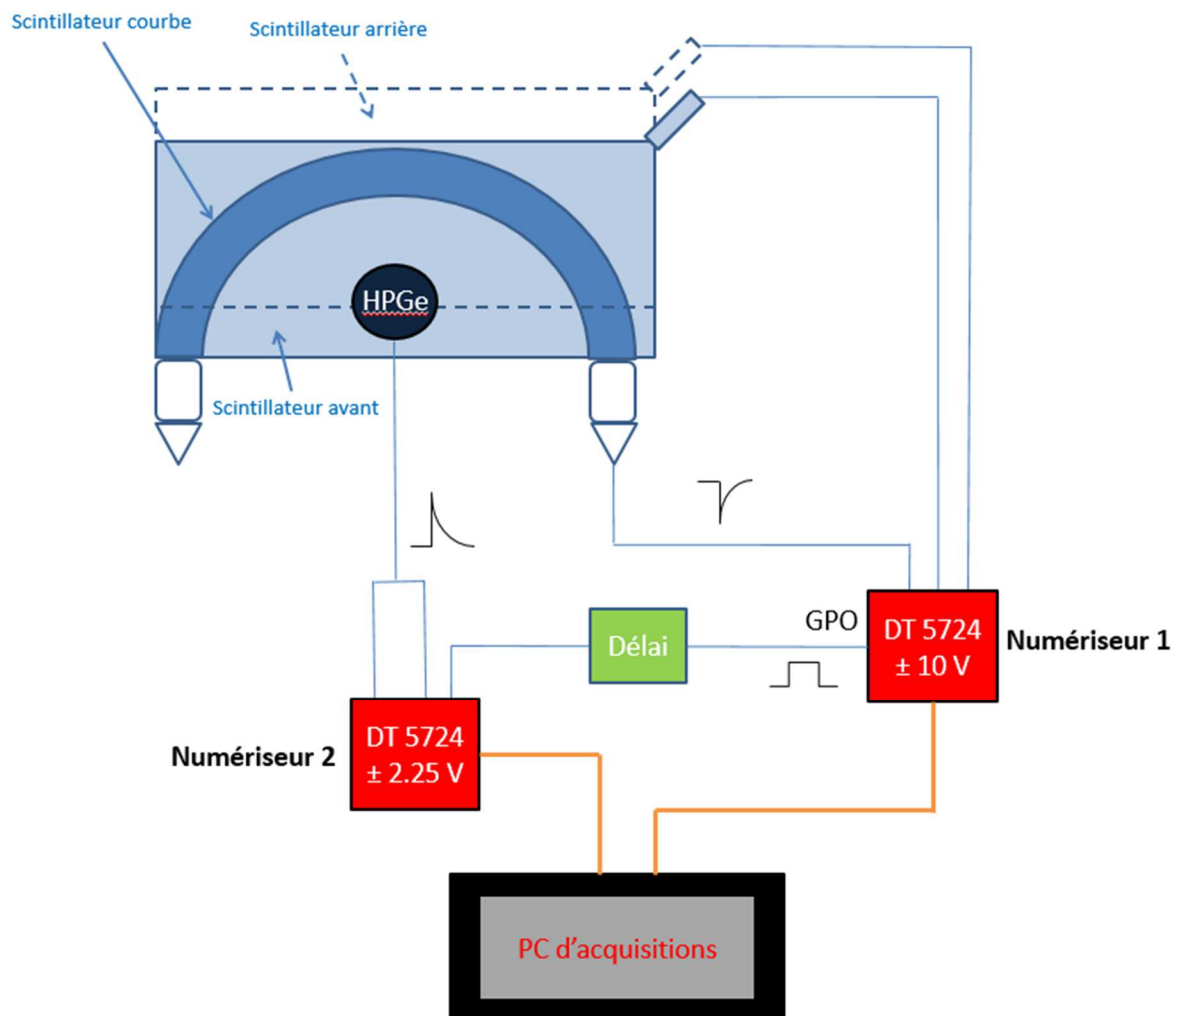 Scintillateur courbe
Scintillateur arrière
HPGe
Scintillateur avant
GPO
DT 5724
± 10 V
Numériseur 1
Délai
Numériseur 2
DT 5724
± 2.25 V
PC d'acquisitions